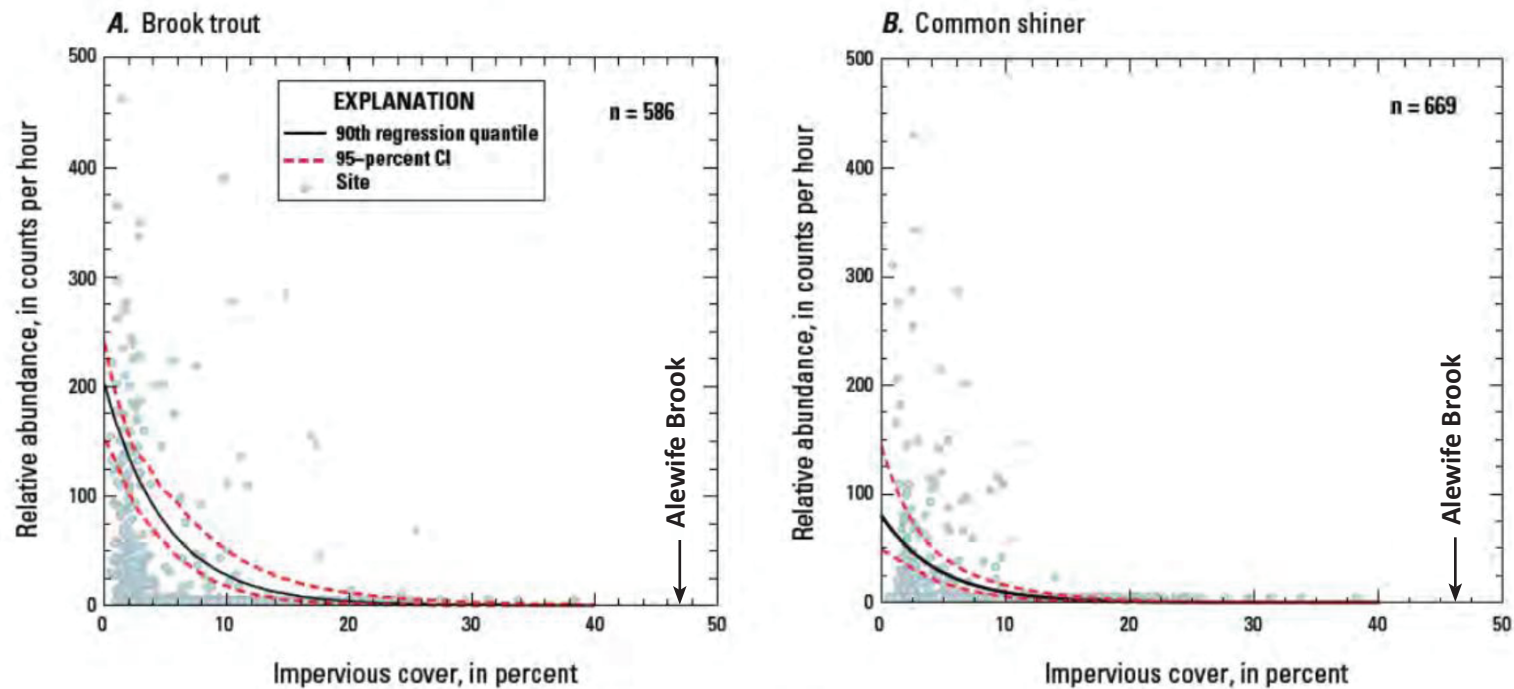 A. Brook trout
Relative abundance, in counts per hour
500
400
300
200
100
0
EXPLANATION
90th regression quantile
95–percent CI
Site
n = 586
Alewife Brook
0 10 20 30 40 50
Impervious cover, in percent
B. Common shiner
Relative abundance, in counts per hour
500
400
300
200
100
0
n = 669
Alewife Brook
0 10 20 30 40 50
Impervious cover, in percent